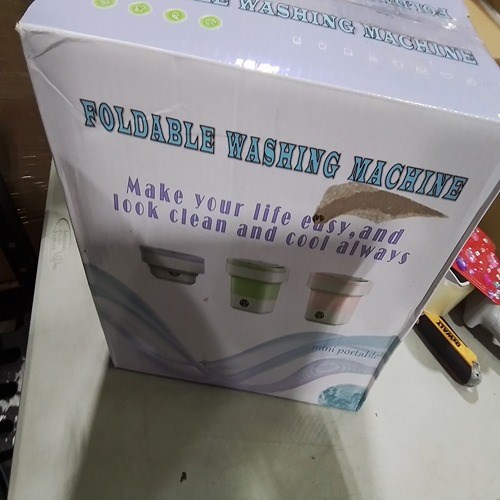 WASHING MACHINE
FOLDABLE WASHING MACHINE
Make your life easy,and
look clean and cool always
mini portable